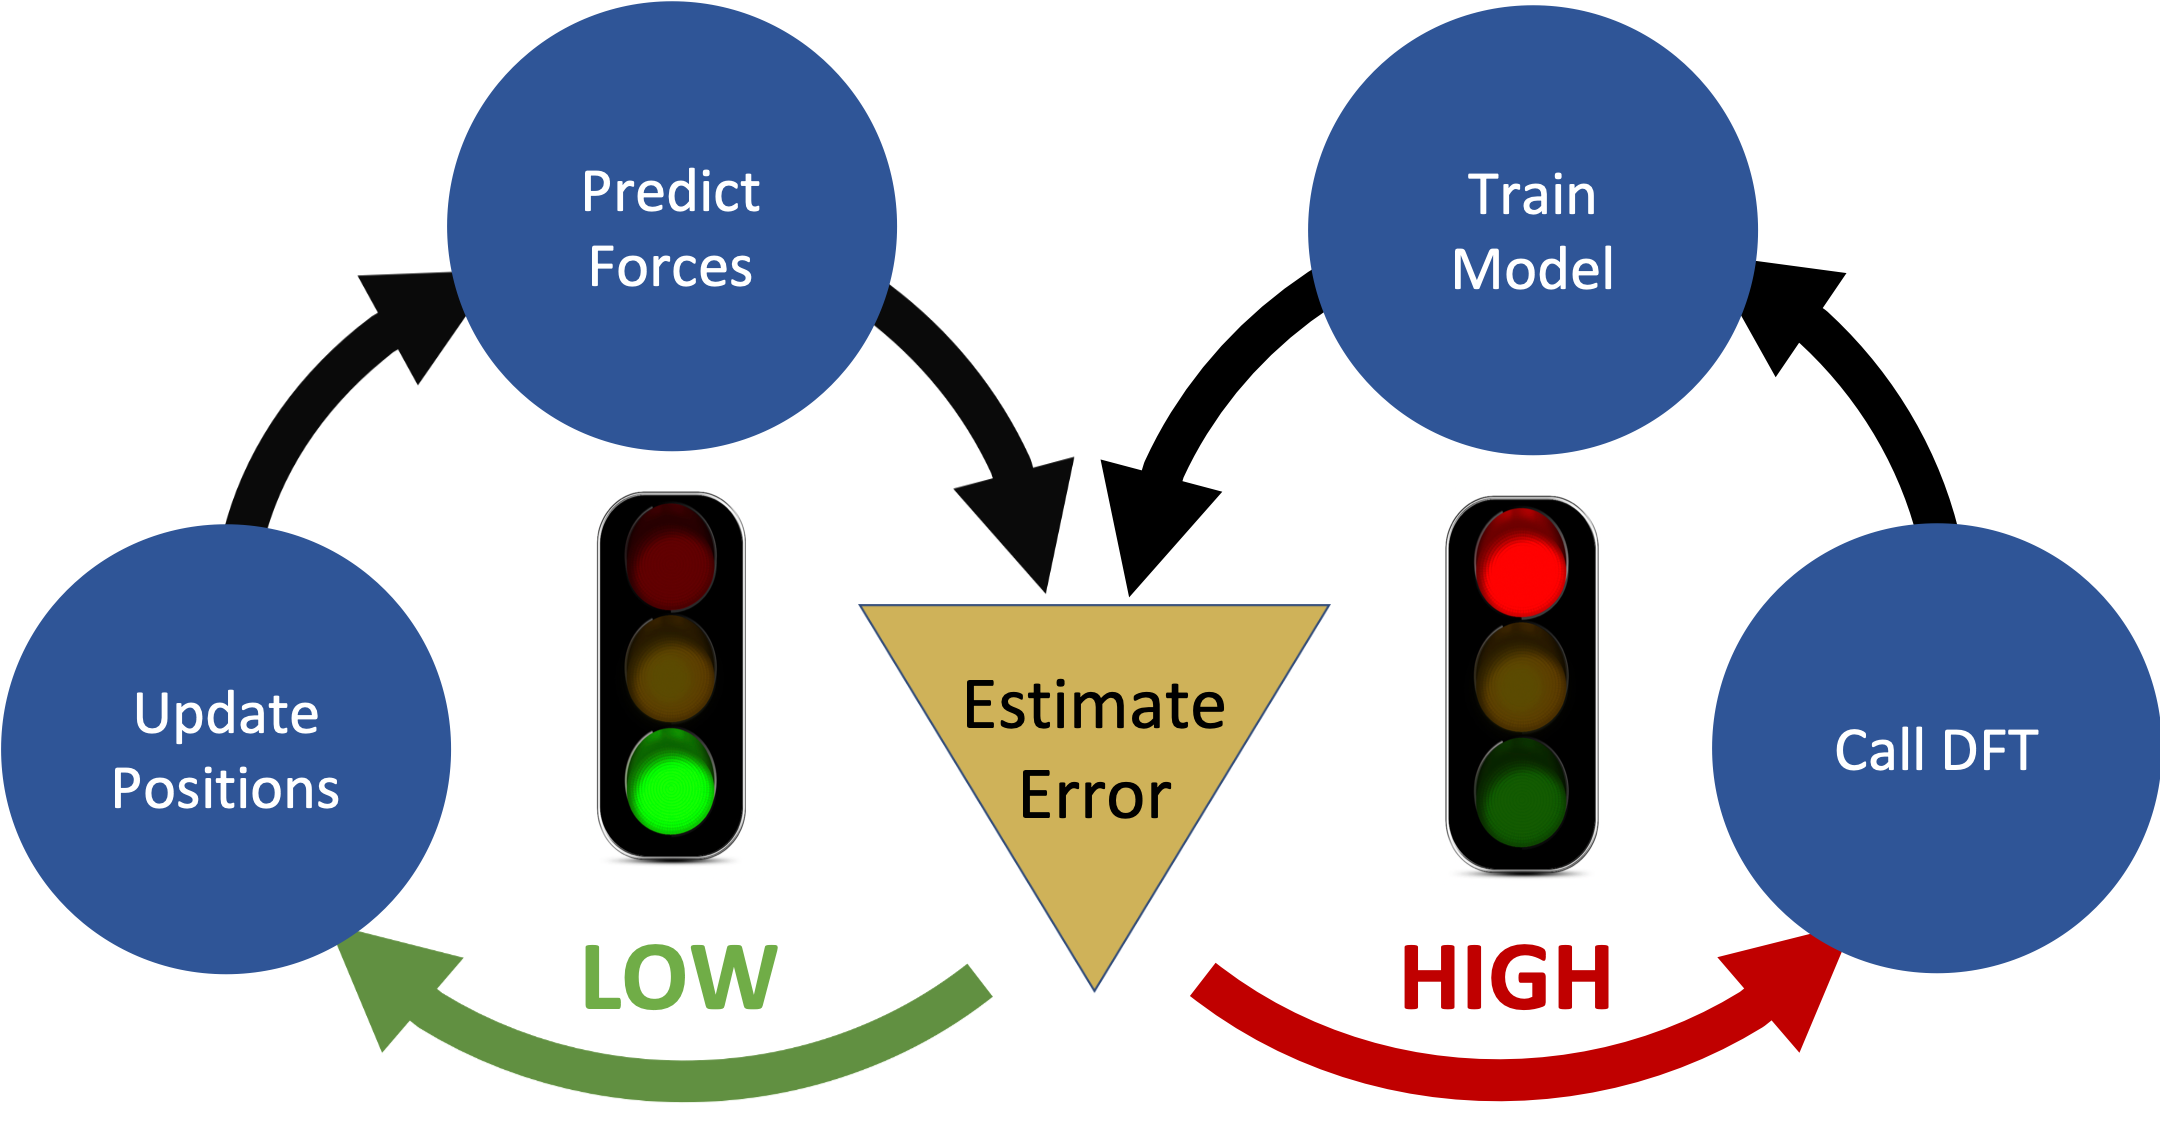 Predict
Forces
Train
Model
Update
Positions
Estimate
Error
Call DFT
LOW
HIGH